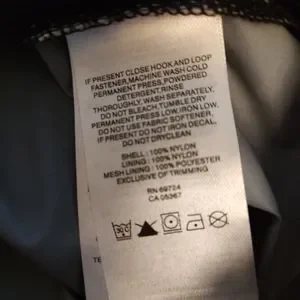 IF PRESENT CLOSE HOOK AND LOOP
FASTENER, MACHINE WASH COLD
PERMANENT PRESS, POWDERED
DETERGENT, RINSE
THOROUGHLY, WASH SEPARATELY.
DO NOT BLEACH, TUMBLE DRY
PERMANENT PRESS LOW, IRON LOW,
DO NOT USE FABRIC SOFTENER,
IF PRESENT DO NOT IRON DECAL,
DO NOT DRYCLEAN
SHELL : 100% NYLON
LINING : 100% NYLON
MESH LINING : 100% POLYESTER
EXCLUSIVE OF TRIMMING
RN 69724
CA 05367
30°C
TE